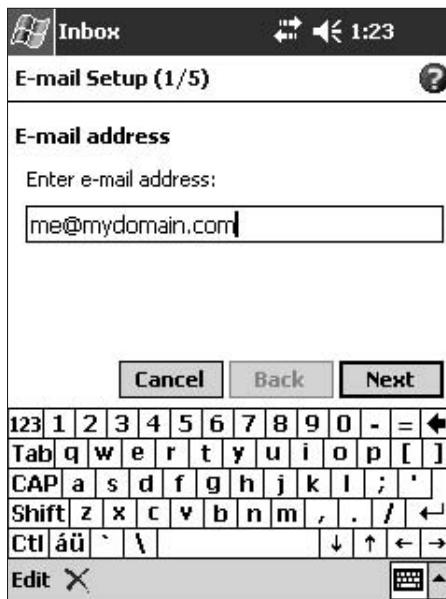 Inbox 1:23
E-mail Setup (1/5)
E-mail address
Enter e-mail address:
me@mydomain.com
Cancel Back Next
123 1 2 3 4 5 6 7 8 9 0 - =
Tab q w e r t y u i o p [ ]
CAP a s d f g h j k l ; '
Shift z x c v b n m , . /
Ctl áü ` \ ↓ ↑ ← →
Edit